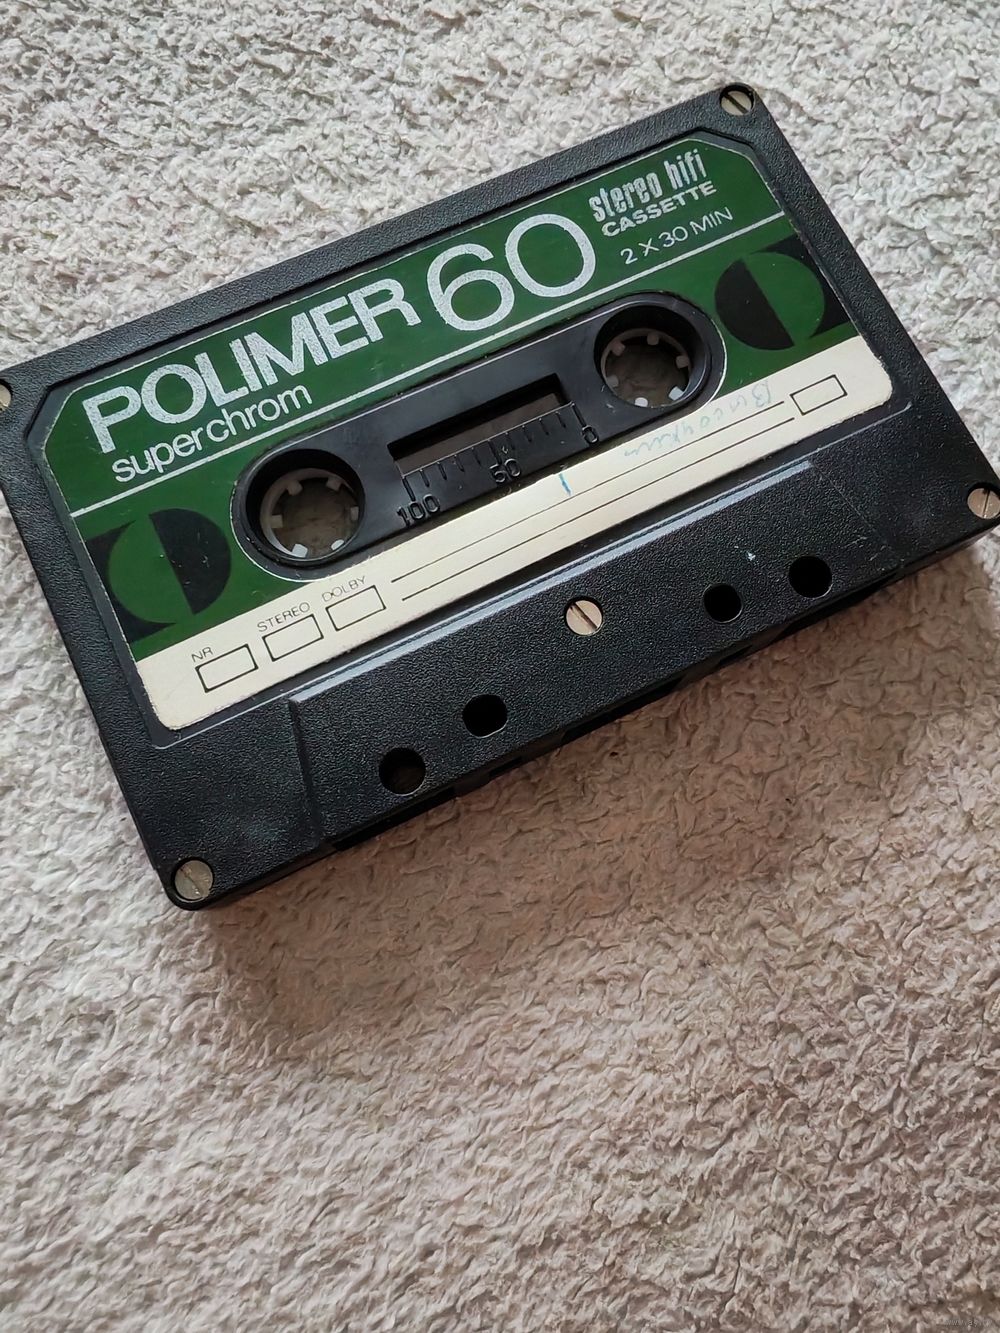 stereo hifi
CASSETTE
POLIMER 60
2 X 30 MIN
superchrom
100 50 0
NR STEREO DOLBY